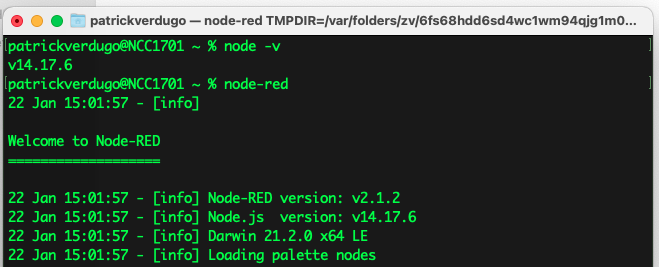 patrickverdugo — node-red TMPDIR=/var/folders/zv/6fs68hdd6sd4wc1wm94qjg1m0...
[patrickverdugo@NCC1701 ~ % node -v ]
v14.17.6
[patrickverdugo@NCC1701 ~ % node-red ]
22 Jan 15:01:57 - [info]
Welcome to Node-RED
===================
22 Jan 15:01:57 - [info] Node-RED version: v2.1.2
22 Jan 15:01:57 - [info] Node.js  version: v14.17.6
22 Jan 15:01:57 - [info] Darwin 21.2.0 x64 LE
22 Jan 15:01:57 - [info] Loading palette nodes